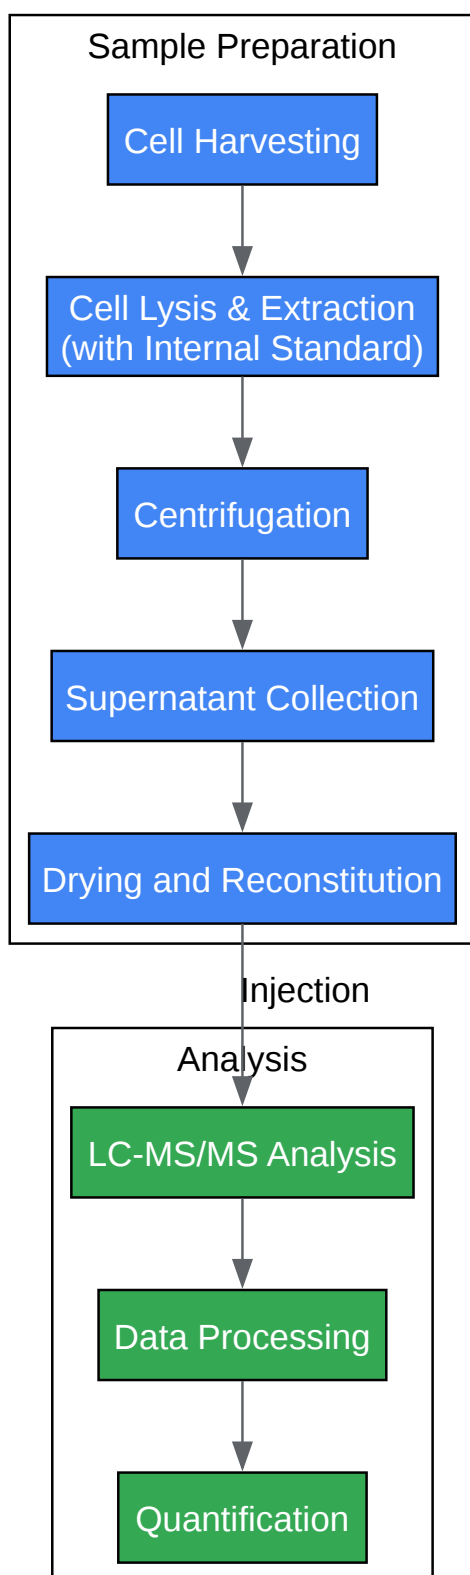 Sample Preparation
Cell Harvesting
Cell Lysis & Extraction
(with Internal Standard)
Centrifugation
Supernatant Collection
Drying and Reconstitution
Injection
Analysis
LC-MS/MS Analysis
Data Processing
Quantification